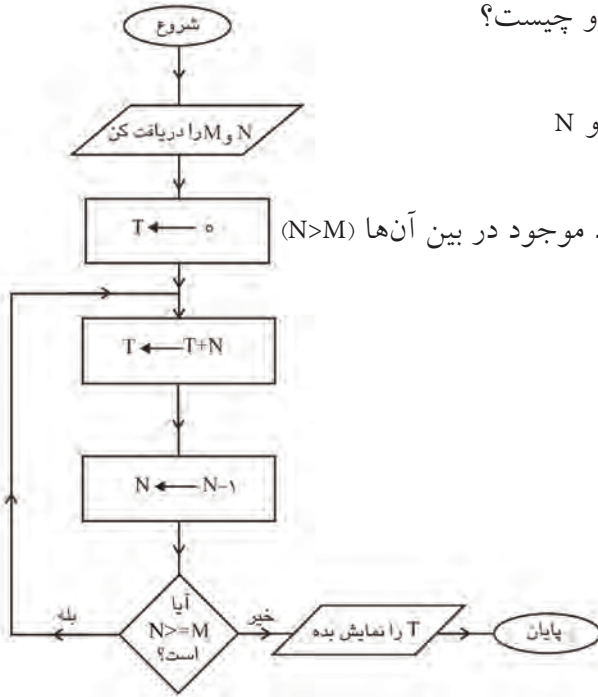 و چیست؟
شروع
N و M را دریافت کن
و N
T ← ۰
موجود در بین آن‌ها (N>M)
T ← T+N
N ← N-۱
آیا
N>=M
است؟
بله
خیر
T را نمایش بده
پایان